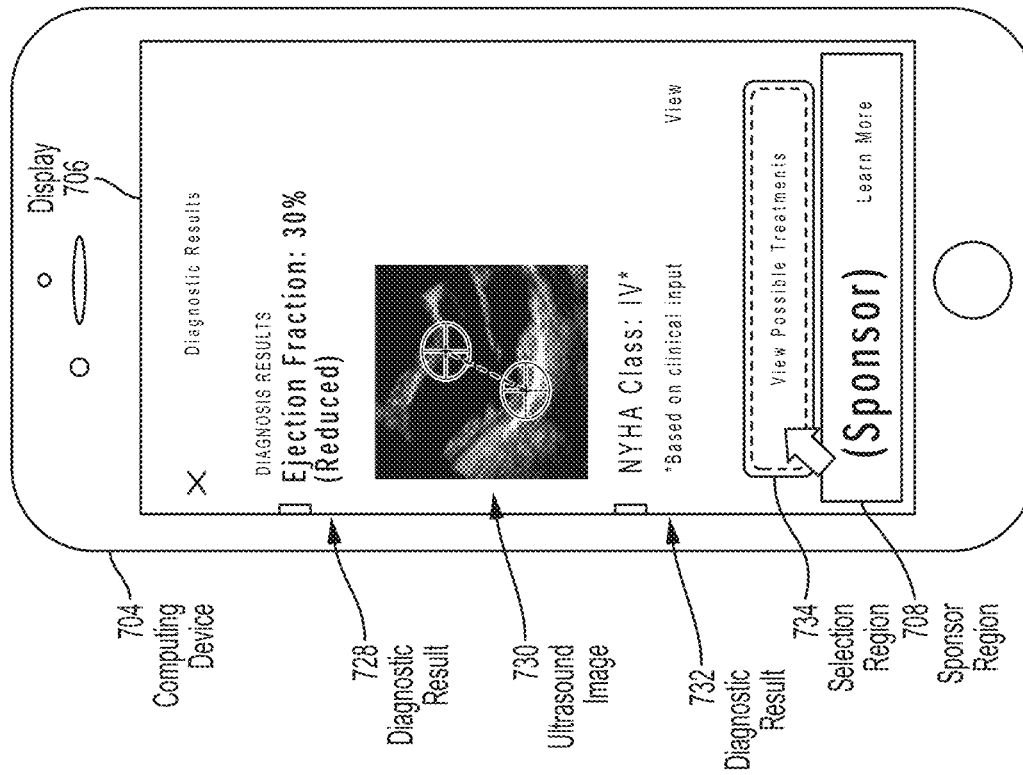 Display
706
704
Computing
Device
X
Diagnostic Results
DIAGNOSIS RESULTS
Ejection Fraction: 30%
(Reduced)
728
Diagnostic
Result
730
Ultrasound
Image
NYHA Class: IV*
*Based on clinical input
View
732
Diagnostic
Result
View Possible Treatments
734
Selection
Region
(Sponsor)
Learn More
708
Sponsor
Region